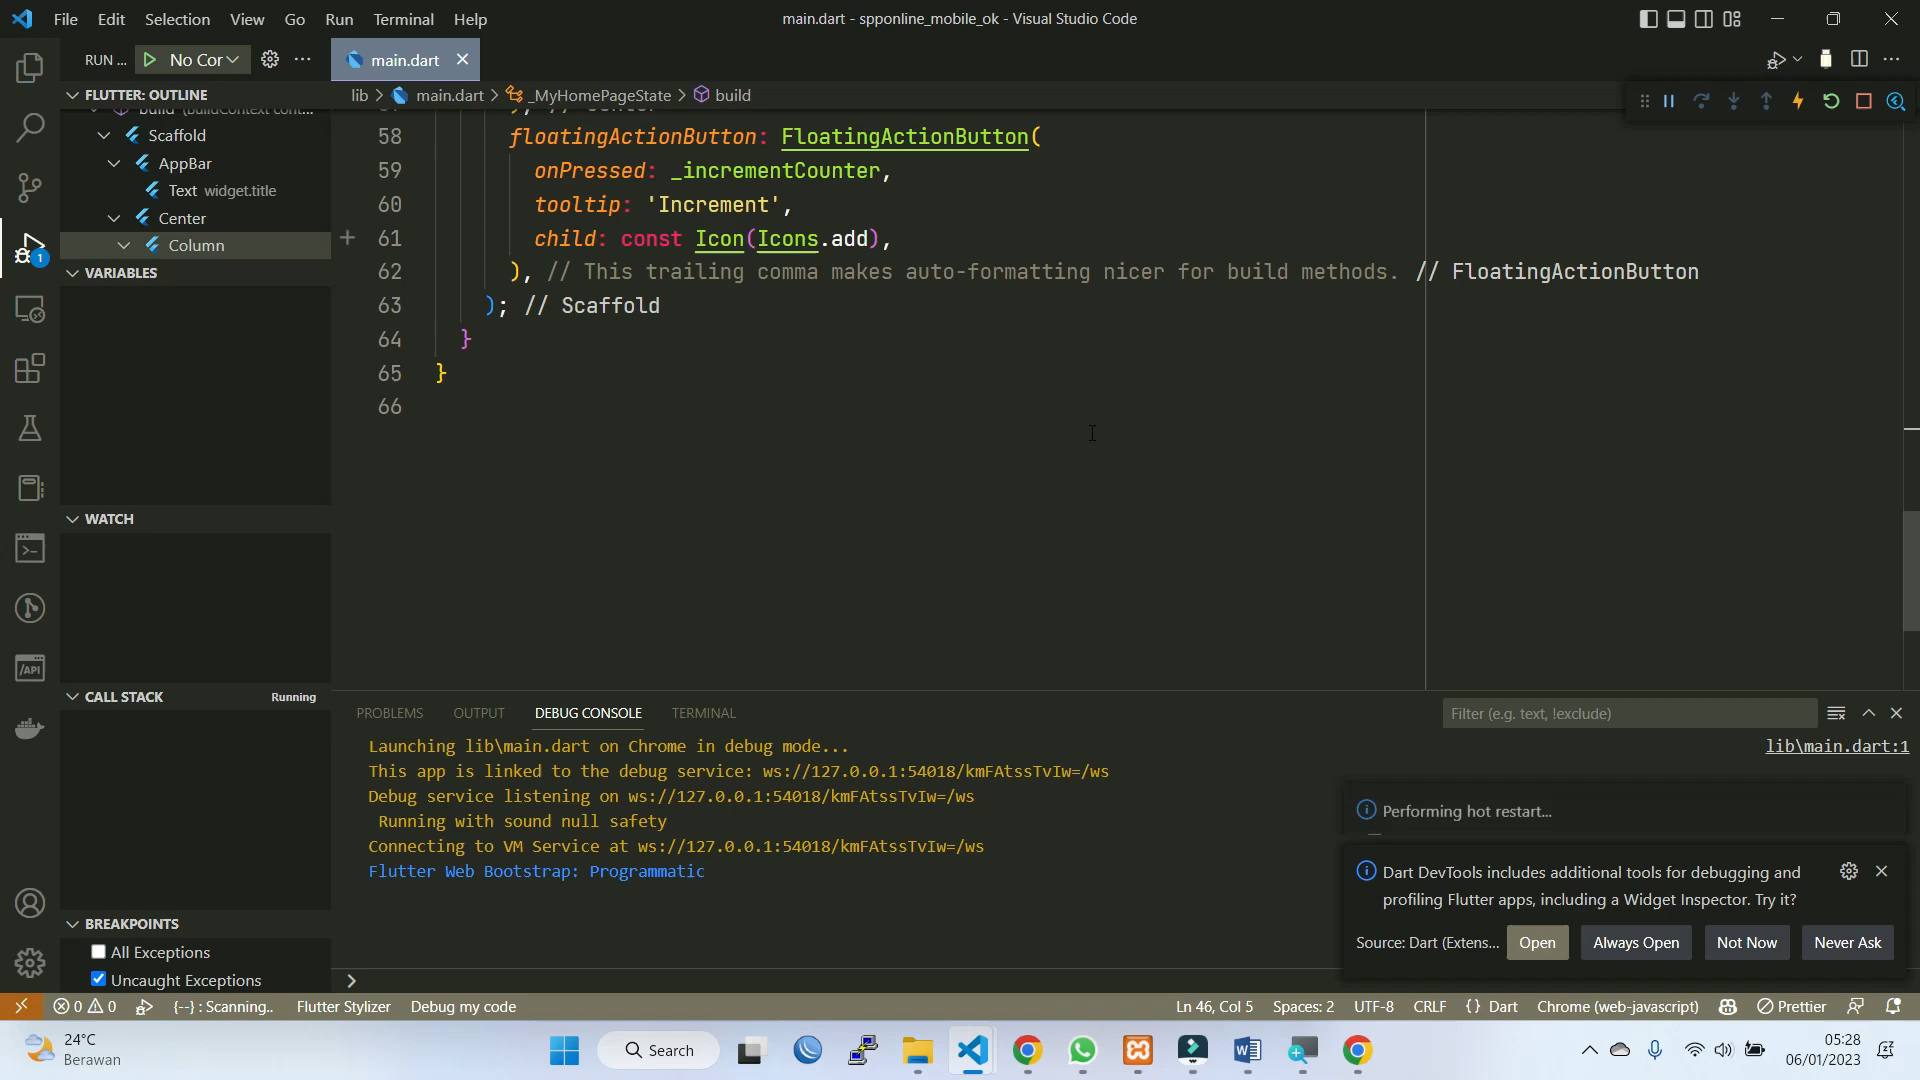 File Edit Selection View Go Run Terminal Help
main.dart - spponline_mobile_ok - Visual Studio Code
RUN ... No Cor
main.dart
FLUTTER: OUTLINE
lib > main.dart > _MyHomePageState > build
Scaffold
AppBar
Text widget.title
Center
Column
58 floatingActionButton: FloatingActionButton(
59 onPressed: _incrementCounter,
60 tooltip: 'Increment',
61 child: const Icon(Icons.add),
62 ), // This trailing comma makes auto-formatting nicer for build methods. // FloatingActionButton
63 ); // Scaffold
64 }
65 }
66
VARIABLES
WATCH
CALL STACK Running
BREAKPOINTS
All Exceptions
Uncaught Exceptions
1
PROBLEMS OUTPUT DEBUG CONSOLE TERMINAL
Filter (e.g. text, !exclude)
Launching lib\main.dart on Chrome in debug mode...
lib\main.dart:1
This app is linked to the debug service: ws://127.0.0.1:54018/kmFAtssTvIw=/ws
Debug service listening on ws://127.0.0.1:54018/kmFAtssTvIw=/ws
Running with sound null safety
Connecting to VM Service at ws://127.0.0.1:54018/kmFAtssTvIw=/ws
Flutter Web Bootstrap: Programmatic
Performing hot restart...
Dart DevTools includes additional tools for debugging and
profiling Flutter apps, including a Widget Inspector. Try it?
Source: Dart (Extens... Open Always Open Not Now Never Ask
0 0 {--} : Scanning.. Flutter Stylizer Debug my code
Ln 46, Col 5 Spaces: 2 UTF-8 CRLF {} Dart Chrome (web-javascript) Prettier
24°C
Berawan
Search
05:28
06/01/2023